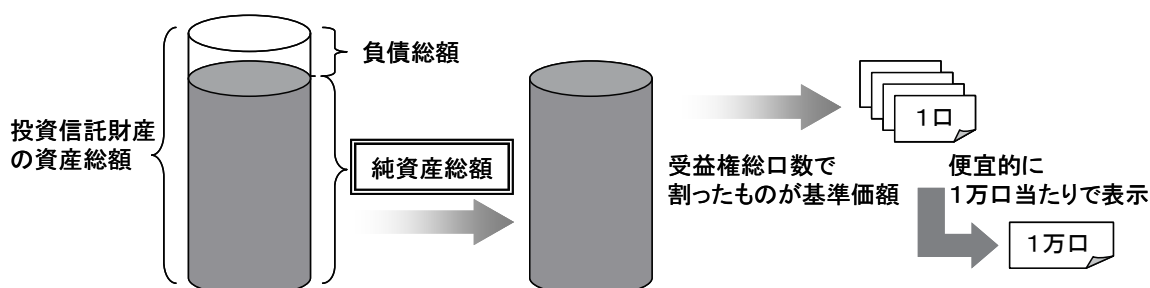 負債総額
投資信託財産
の資産総額
純資産総額
受益権総口数で
割ったものが基準価額
１口
便宜的に
１万口当たりで表示
１万口